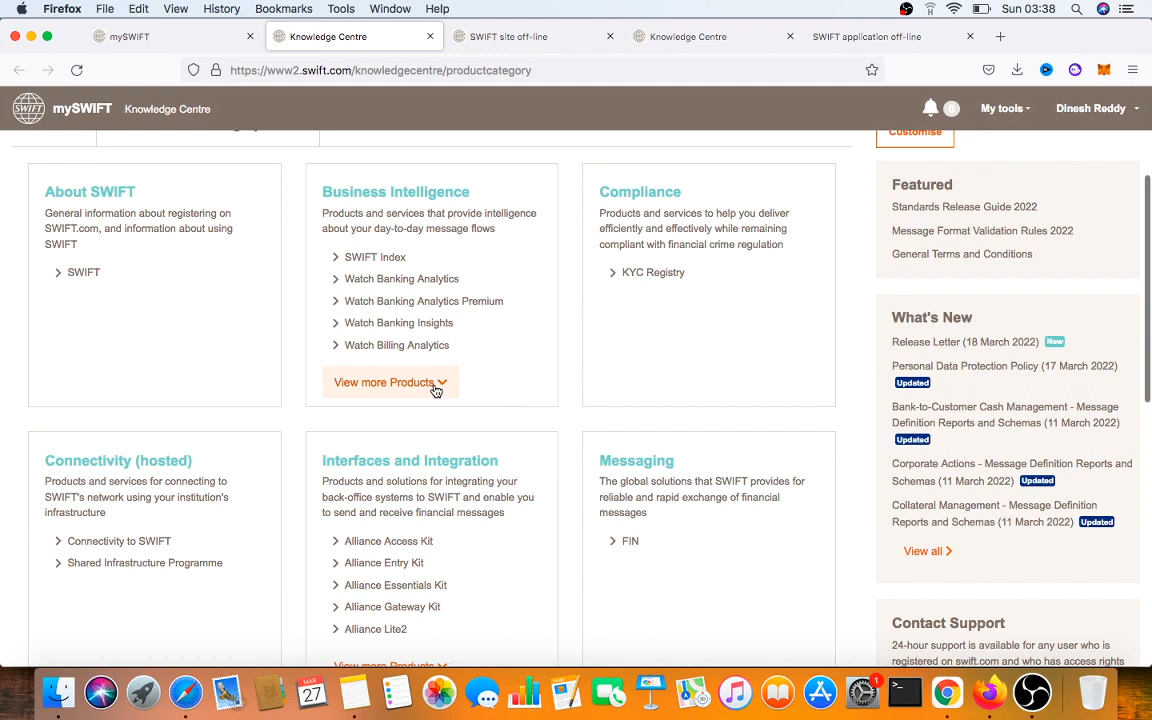 Firefox File Edit View History Bookmarks Tools Window Help Sun 03:38
mySWIFT Knowledge Centre SWIFT site off-line Knowledge Centre SWIFT application off-line
https://www2.swift.com/knowledgecentre/productcategory
SWIFT mySWIFT Knowledge Centre 0 My tools Dinesh Reddy
Customise
About SWIFT
General information about registering on
SWIFT.com, and information about using
SWIFT
SWIFT
Business Intelligence
Products and services that provide intelligence
about your day-to-day message flows
SWIFT Index
Watch Banking Analytics
Watch Banking Analytics Premium
Watch Banking Insights
Watch Billing Analytics
View more Products
Compliance
Products and services to help you deliver
efficiently and effectively while remaining
compliant with financial crime regulation
KYC Registry
Connectivity (hosted)
Products and services for connecting to
SWIFT's network using your institution's
infrastructure
Connectivity to SWIFT
Shared Infrastructure Programme
Interfaces and Integration
Products and solutions for integrating your
back-office systems to SWIFT and enable you
to send and receive financial messages
Alliance Access Kit
Alliance Entry Kit
Alliance Essentials Kit
Alliance Gateway Kit
Alliance Lite2
View more Products
Messaging
The global solutions that SWIFT provides for
reliable and rapid exchange of financial
messages
FIN
Featured
Standards Release Guide 2022
Message Format Validation Rules 2022
General Terms and Conditions
What's New
Release Letter (18 March 2022) New
Personal Data Protection Policy (17 March 2022)
Updated
Bank-to-Customer Cash Management - Message
Definition Reports and Schemas (11 March 2022)
Updated
Corporate Actions - Message Definition Reports and
Schemas (11 March 2022) Updated
Collateral Management - Message Definition
Reports and Schemas (11 March 2022) Updated
View all
Contact Support
24-hour support is available for any user who is
registered on swift.com and who has access rights
MAR
27
1